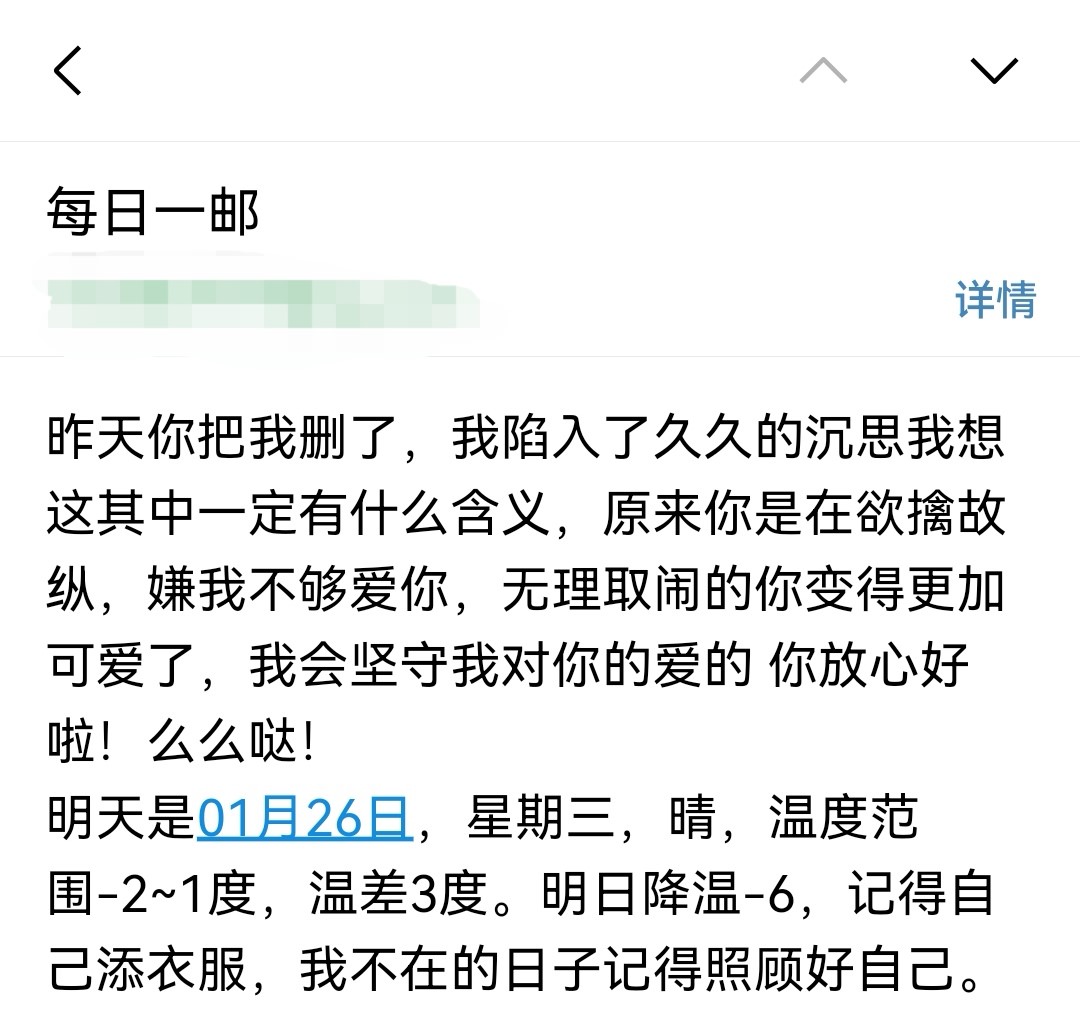 每日一邮
详情
昨天你把我删了，我陷入了久久的沉思我想
这其中一定有什么含义，原来你是在欲擒故
纵，嫌我不够爱你，无理取闹的你变得更加
可爱了，我会坚守我对你的爱的 你放心好
啦！么么哒！
明天是01月26日，星期三，晴，温度范
围-2~1度，温差3度。明日降温-6，记得自
己添衣服，我不在的日子记得照顾好自己。